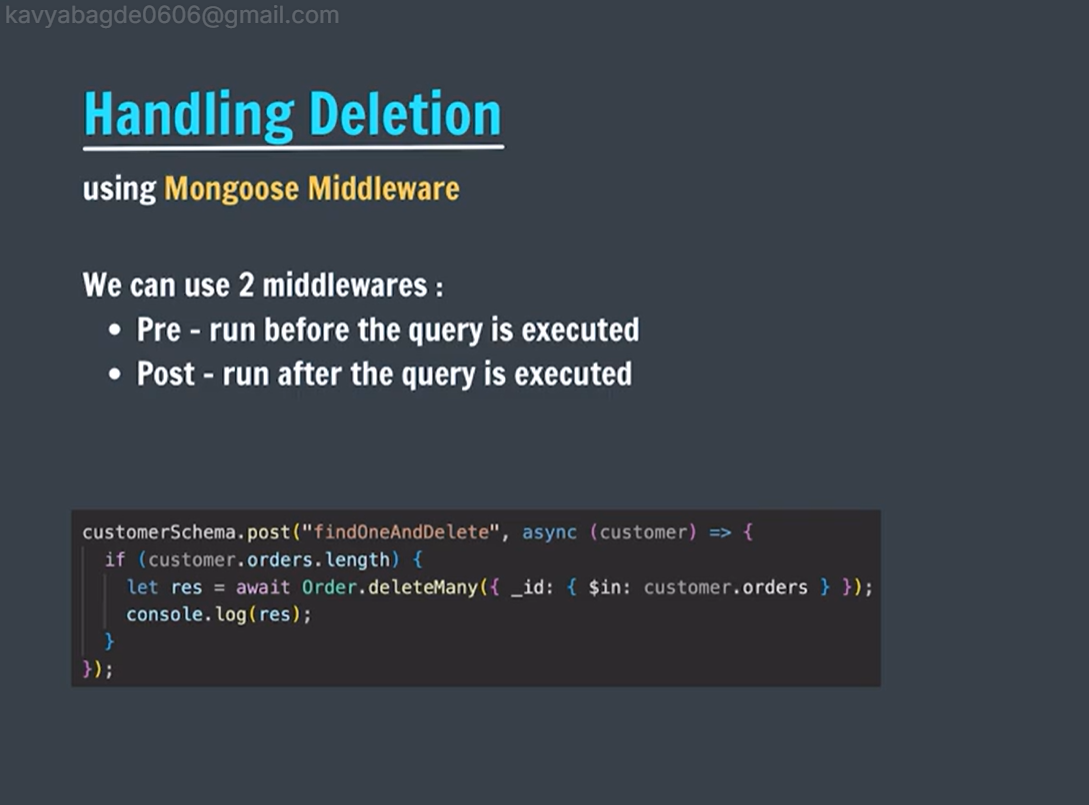 kavyabagde0606@gmail.com
Handling Deletion
using Mongoose Middleware
We can use 2 middlewares :
• Pre - run before the query is executed
• Post - run after the query is executed
customerSchema.post("findOneAndDelete", async (customer) => {
  if (customer.orders.length) {
    let res = await Order.deleteMany({ _id: { $in: customer.orders } });
    console.log(res);
  }
});